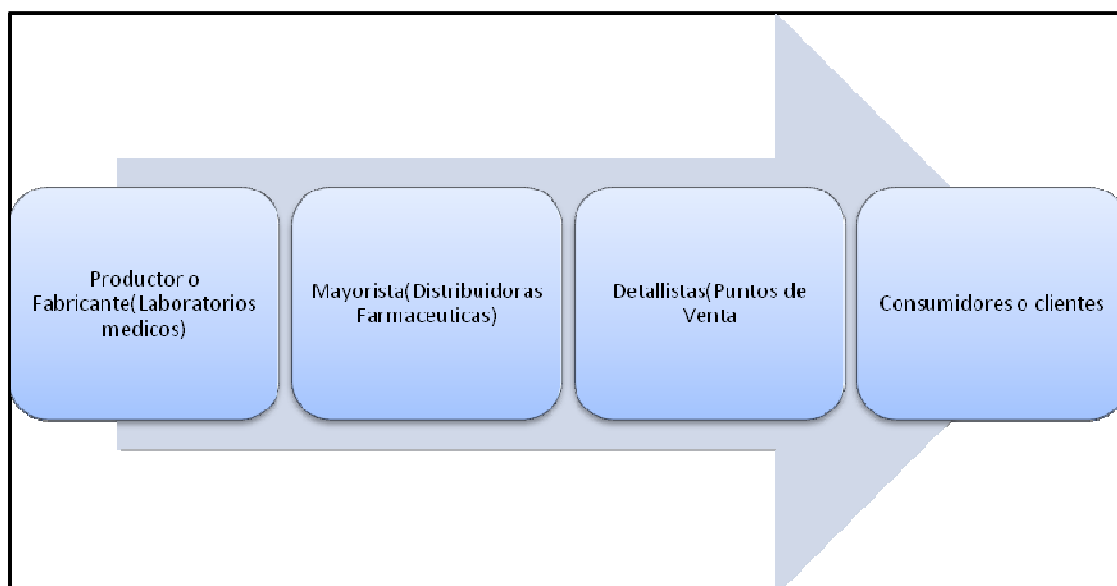 Productor o
Fabricante(Laboratorios
medicos)
Mayorista(Distribuidoras
Farmaceuticas)
Detallistas(Puntos de
Venta
Consumidores o clientes